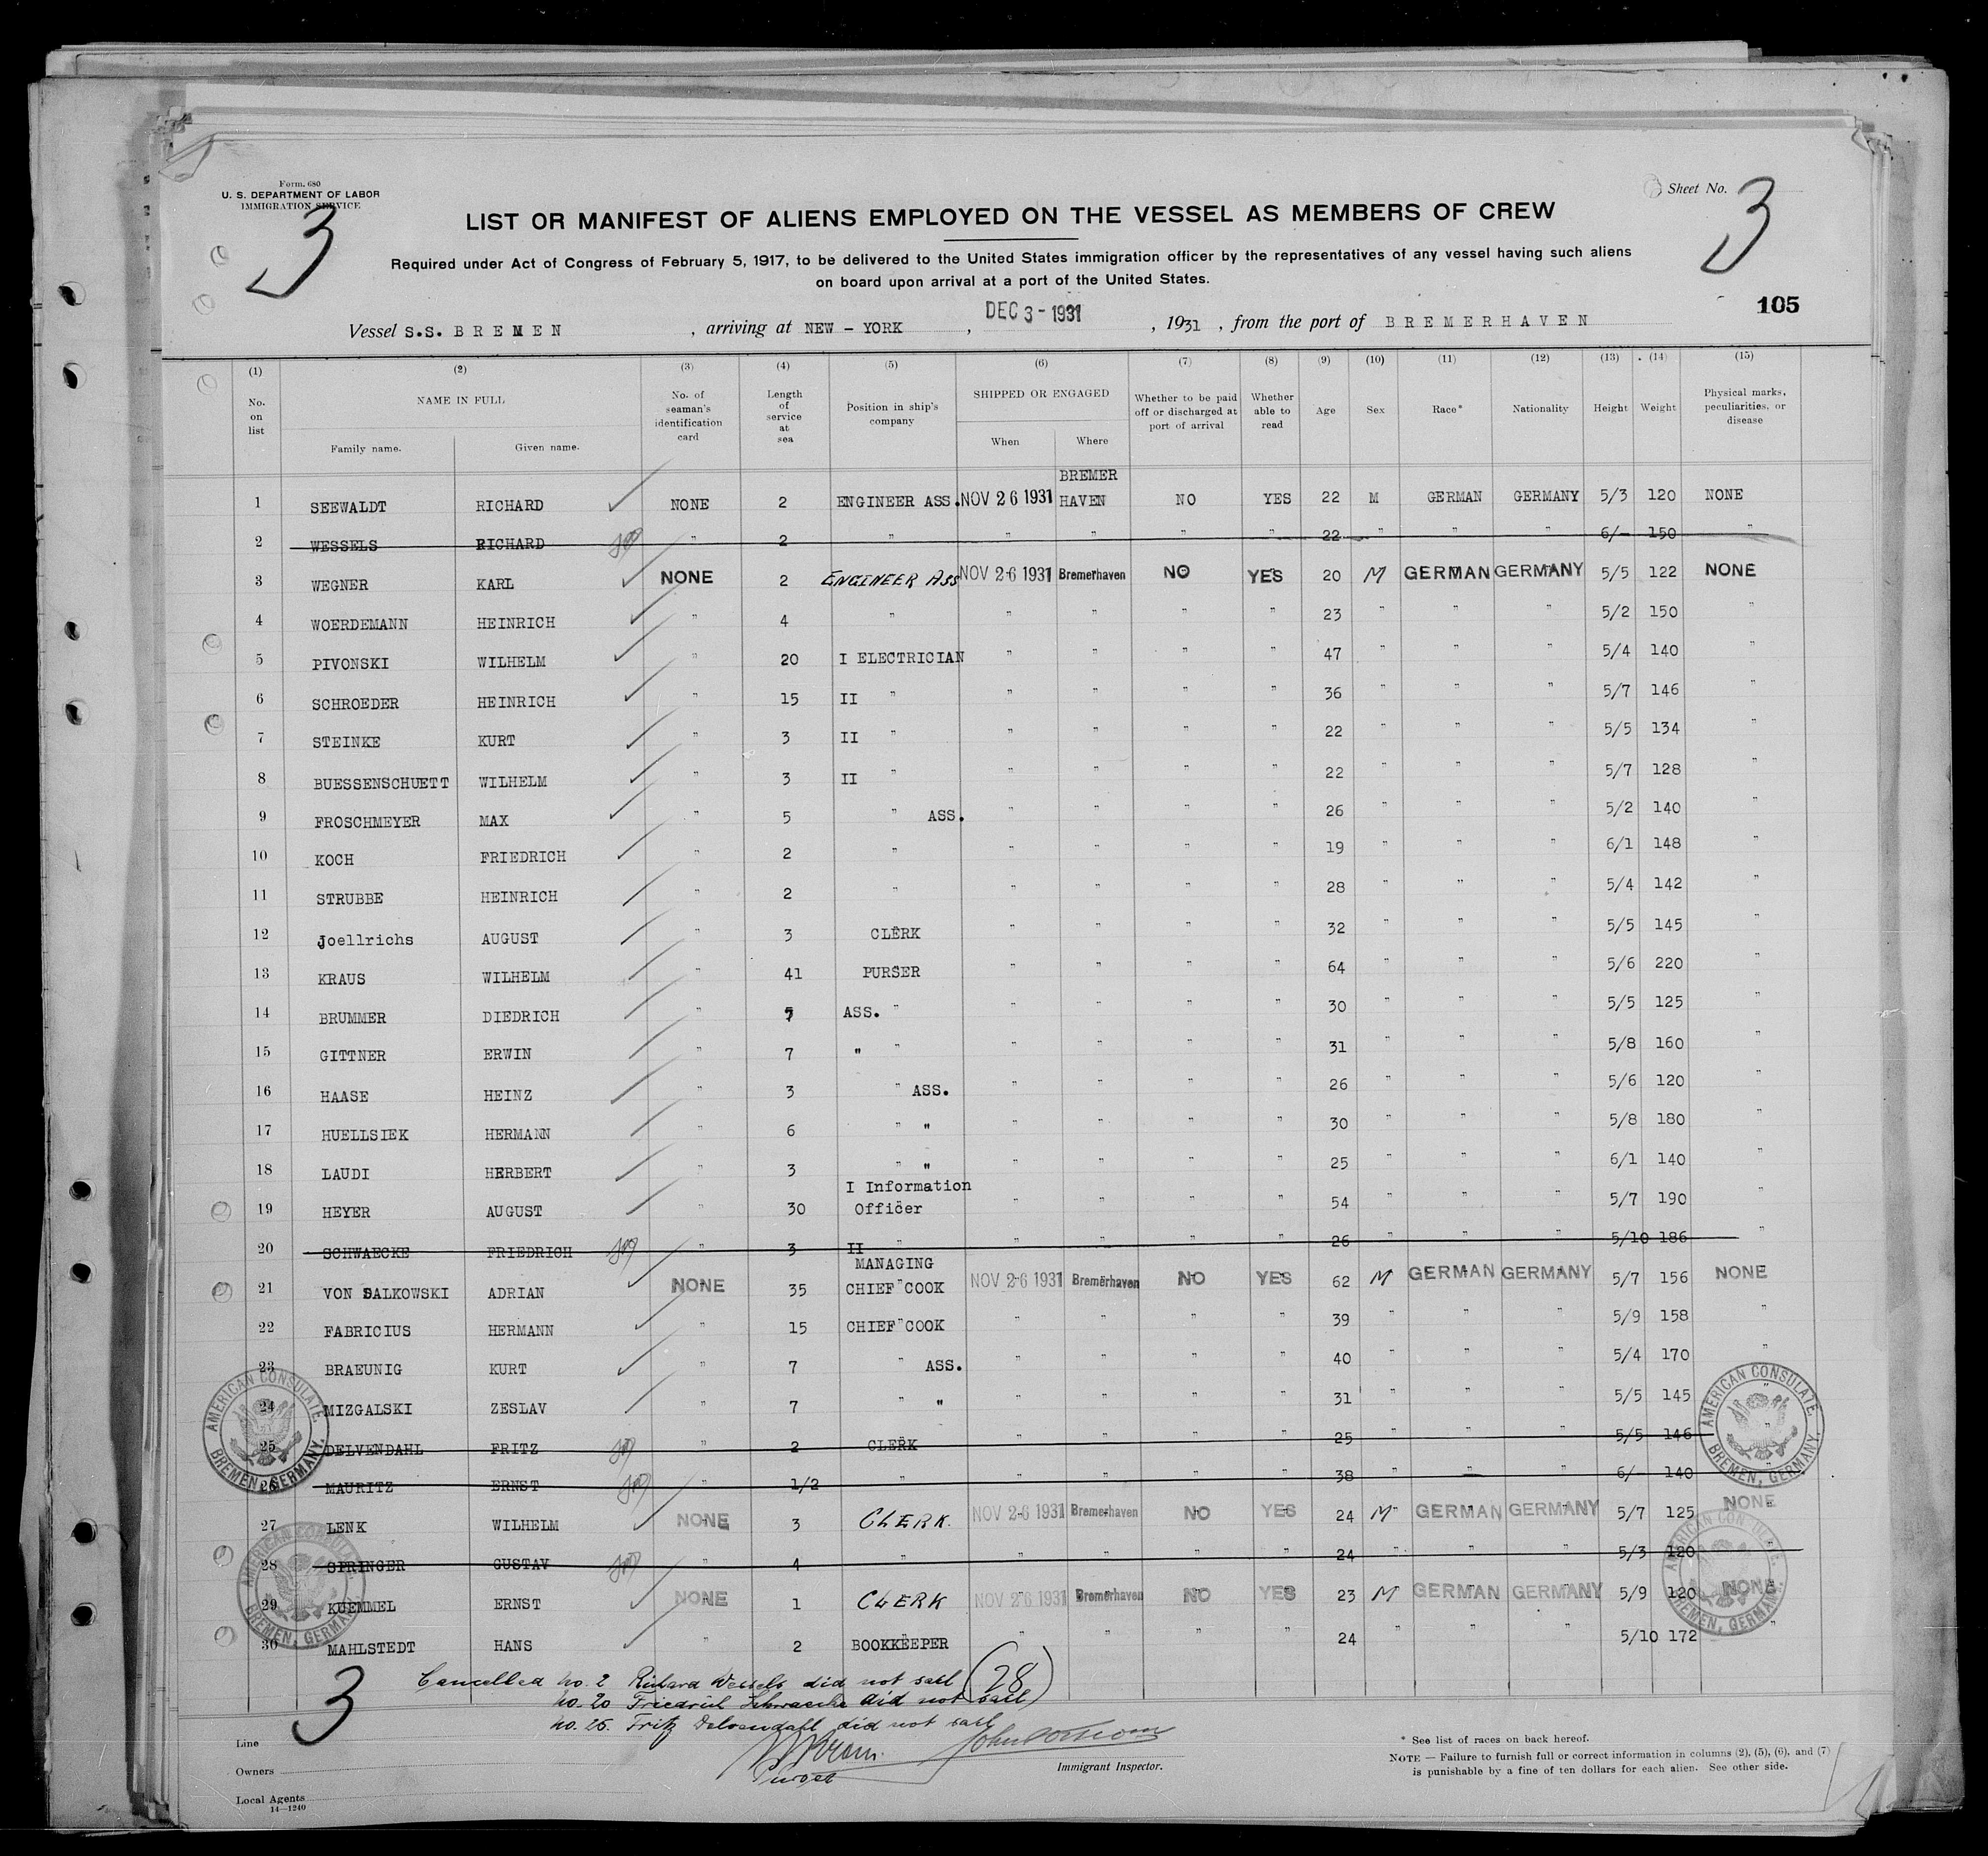 Form. 680
U. S. DEPARTMENT OF LABOR
IMMIGRATION SERVICE
3
Sheet No. 3
LIST OR MANIFEST OF ALIENS EMPLOYED ON THE VESSEL AS MEMBERS OF CREW
Required under Act of Congress of February 5, 1917, to be delivered to the United States immigration officer by the representatives of any vessel having such aliens
on board upon arrival at a port of the United States.
105
Vessel S.S. BREMEN , arriving at NEW - YORK , DEC 3 - 1931 , 1931 , from the port of BREMERHAVEN
(1) (2) (3) (4) (5) (6) (7) (8) (9) (10) (11) (12) (13) (14) (15)
No. on list NAME IN FULL Family name. Given name. No. of seaman's identification card Length of service at sea Position in ship's company SHIPPED OR ENGAGED When Where Whether to be paid off or discharged at port of arrival Whether able to read Age Sex Race* Nationality Height Weight Physical marks, peculiarities, or disease
1 SEEWALDT RICHARD NONE 2 ENGINEER ASS. NOV 26 1931 BREMER HAVEN NO YES 22 M GERMAN GERMANY 5/3 120 NONE
2 WESSELS RICHARD " 2 " " " " " 22 " " " 6/- 150 "
3 WEGNER KARL NONE 2 ENGINEER ASS NOV 26 1931 Bremerhaven NO YES 20 M GERMAN GERMANY 5/5 122 NONE
4 WOERDEMANN HEINRICH " 4 " " " " " 23 " " " 5/2 150 "
5 PIVONSKI WILHELM " 20 I ELECTRICIAN " " " " 47 " " " 5/4 140 "
6 SCHROEDER HEINRICH " 15 II " " " " " 36 " " " 5/7 146 "
7 STEINKE KURT " 3 II " " " " " 22 " " " 5/5 134 "
8 BUESSENSCHUETT WILHELM " 3 II " " " " " 22 " " " 5/7 128 "
9 FROSCHMEYER MAX " 5 " ASS. " " " " 26 " " " 5/2 140 "
10 KOCH FRIEDRICH " 2 " " " " " 19 " " " 6/1 148 "
11 STRUBBE HEINRICH " 2 " " " " " 28 " " " 5/4 142 "
12 Joellrichs AUGUST " 3 CLERK " " " " 32 " " " 5/5 145 "
13 KRAUS WILHELM " 41 PURSER " " " " 64 " " " 5/6 220 "
14 BRUMMER DIEDRICH " ASS. " " " " " 30 " " " 5/5 125 "
15 GITTNER ERWIN " 7 " " " " " " 31 " " " 5/8 160 "
16 HAASE HEINZ " 3 " ASS. " " " " 26 " " " 5/6 120 "
17 HUELLSIEK HERMANN " 6 " " " " " " 30 " " " 5/8 180 "
18 LAUDI HERBERT " 3 " " " " " " 25 " " " 6/1 140 "
19 HEYER AUGUST " 30 I Information Officer " " " " 54 " " " 5/7 190 "
20 SCHWAECKE FRIEDRICH " 3 II " " " " " 26 " " " 5/10 186 "
21 VON SALKOWSKI ADRIAN NONE 35 MANAGING CHIEF COOK NOV 26 1931 Bremerhaven NO YES 62 M GERMAN GERMANY 5/7 156 NONE
22 FABRICIUS HERMANN " 15 CHIEF COOK " " " " 39 " " " 5/9 158 "
23 BRAEUNIG KURT " 7 " ASS. " " " " 40 " " " 5/4 170 "
24 MIZGALSKI ZESLAV " 7 " " " " " " 31 " " " 5/5 145 "
25 DELVENDAHL FRITZ " 2 CLERK " " " " 25 " " " 5/5 146 "
26 MAURITZ ERNST " 1/2 " " " " " 38 " " " 6/- 140 "
27 LENK WILHELM NONE 3 CLERK. NOV 26 1931 Bremerhaven NO YES 24 M GERMAN GERMANY 5/7 125 NONE
28 SPRINGER GUSTAV " 4 " " " " " 24 " " " 5/3 120
29 KUEMMEL ERNST NONE 1 CLERK NOV 26 1931 Bremerhaven NO YES 23 M GERMAN GERMANY 5/9 120 NONE
30 MAHLSTEDT HANS " 2 BOOKKEEPER " " " " 24 " " " 5/10 172 "
AMERICAN CONSULATE. BREMEN, GERMANY.
AMERICAN CONSULATE. BREMEN, GERMANY.
AMERICAN CONSULATE. BREMEN, GERMANY.
AMERICAN CONSULATE. BREMEN, GERMANY.
3
Cancelled no. 2 Richard Wessels did not sail (28)
no. 20 Friedrich Schwaecke did not sail
no. 25. Fritz Delvendahl did not sail
Purser
Line
Owners
Local Agents
14—1240
Immigrant Inspector.
* See list of races on back hereof.
NOTE — Failure to furnish full or correct information in columns (2), (5), (6), and (7)
is punishable by a fine of ten dollars for each alien. See other side.